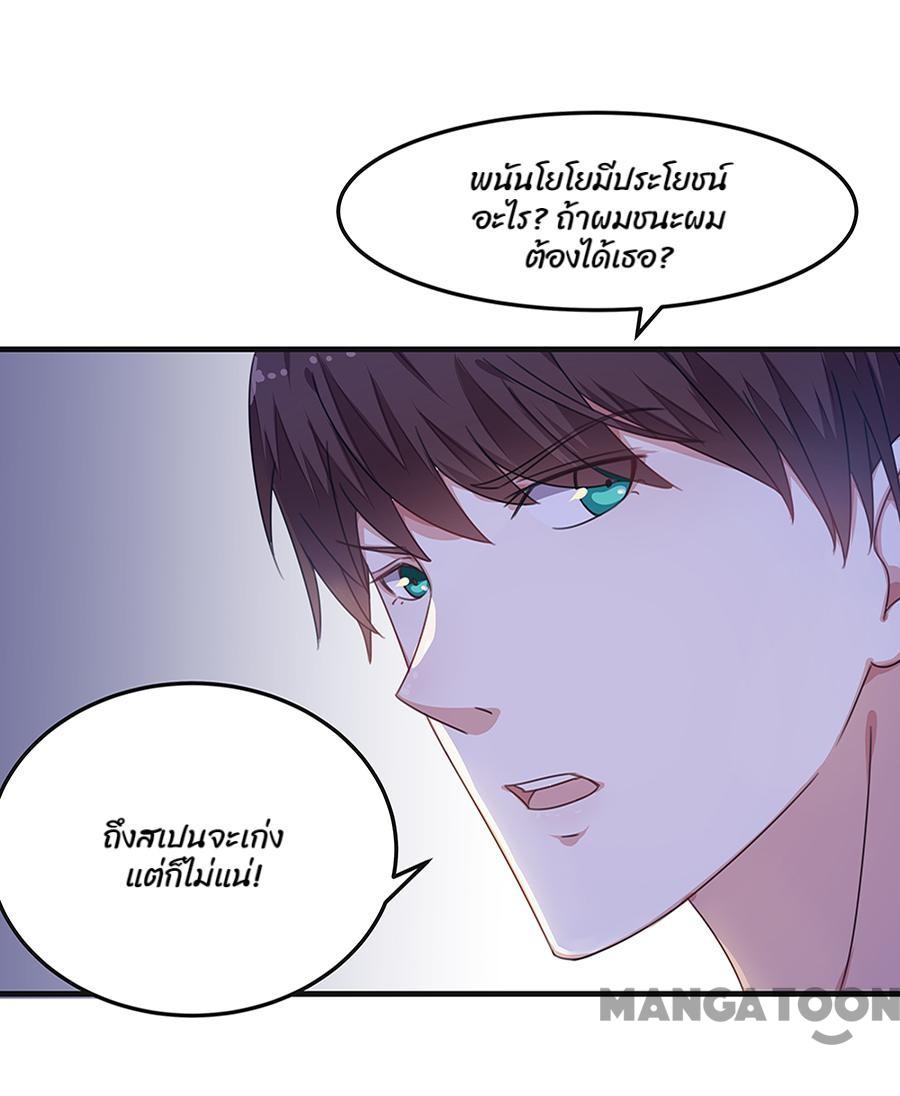 พนันโยโยมีประโยชน์
อะไร? ถ้าผมชนะผม
ต้องได้เธอ?
ถึงสเปนจะเก่ง
แต่ก็ไม่แน่!
MANGATOON